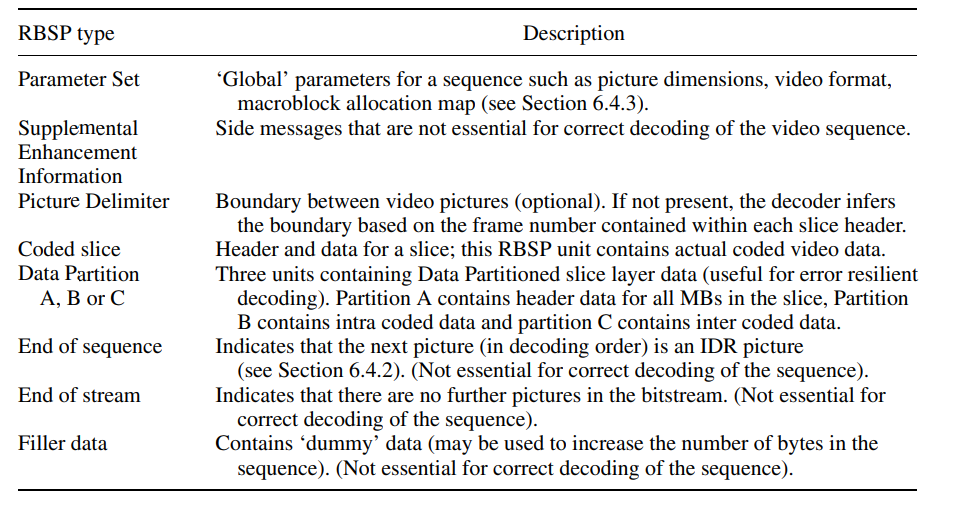 RBSP type Description
Parameter Set ‘Global’ parameters for a sequence such as picture dimensions, video format,
macroblock allocation map (see Section 6.4.3).
Supplemental Side messages that are not essential for correct decoding of the video sequence.
Enhancement
Information
Picture Delimiter Boundary between video pictures (optional). If not present, the decoder infers
the boundary based on the frame number contained within each slice header.
Coded slice Header and data for a slice; this RBSP unit contains actual coded video data.
Data Partition Three units containing Data Partitioned slice layer data (useful for error resilient
A, B or C decoding). Partition A contains header data for all MBs in the slice, Partition
B contains intra coded data and partition C contains inter coded data.
End of sequence Indicates that the next picture (in decoding order) is an IDR picture
(see Section 6.4.2). (Not essential for correct decoding of the sequence).
End of stream Indicates that there are no further pictures in the bitstream. (Not essential for
correct decoding of the sequence).
Filler data Contains ‘dummy’ data (may be used to increase the number of bytes in the
sequence). (Not essential for correct decoding of the sequence).